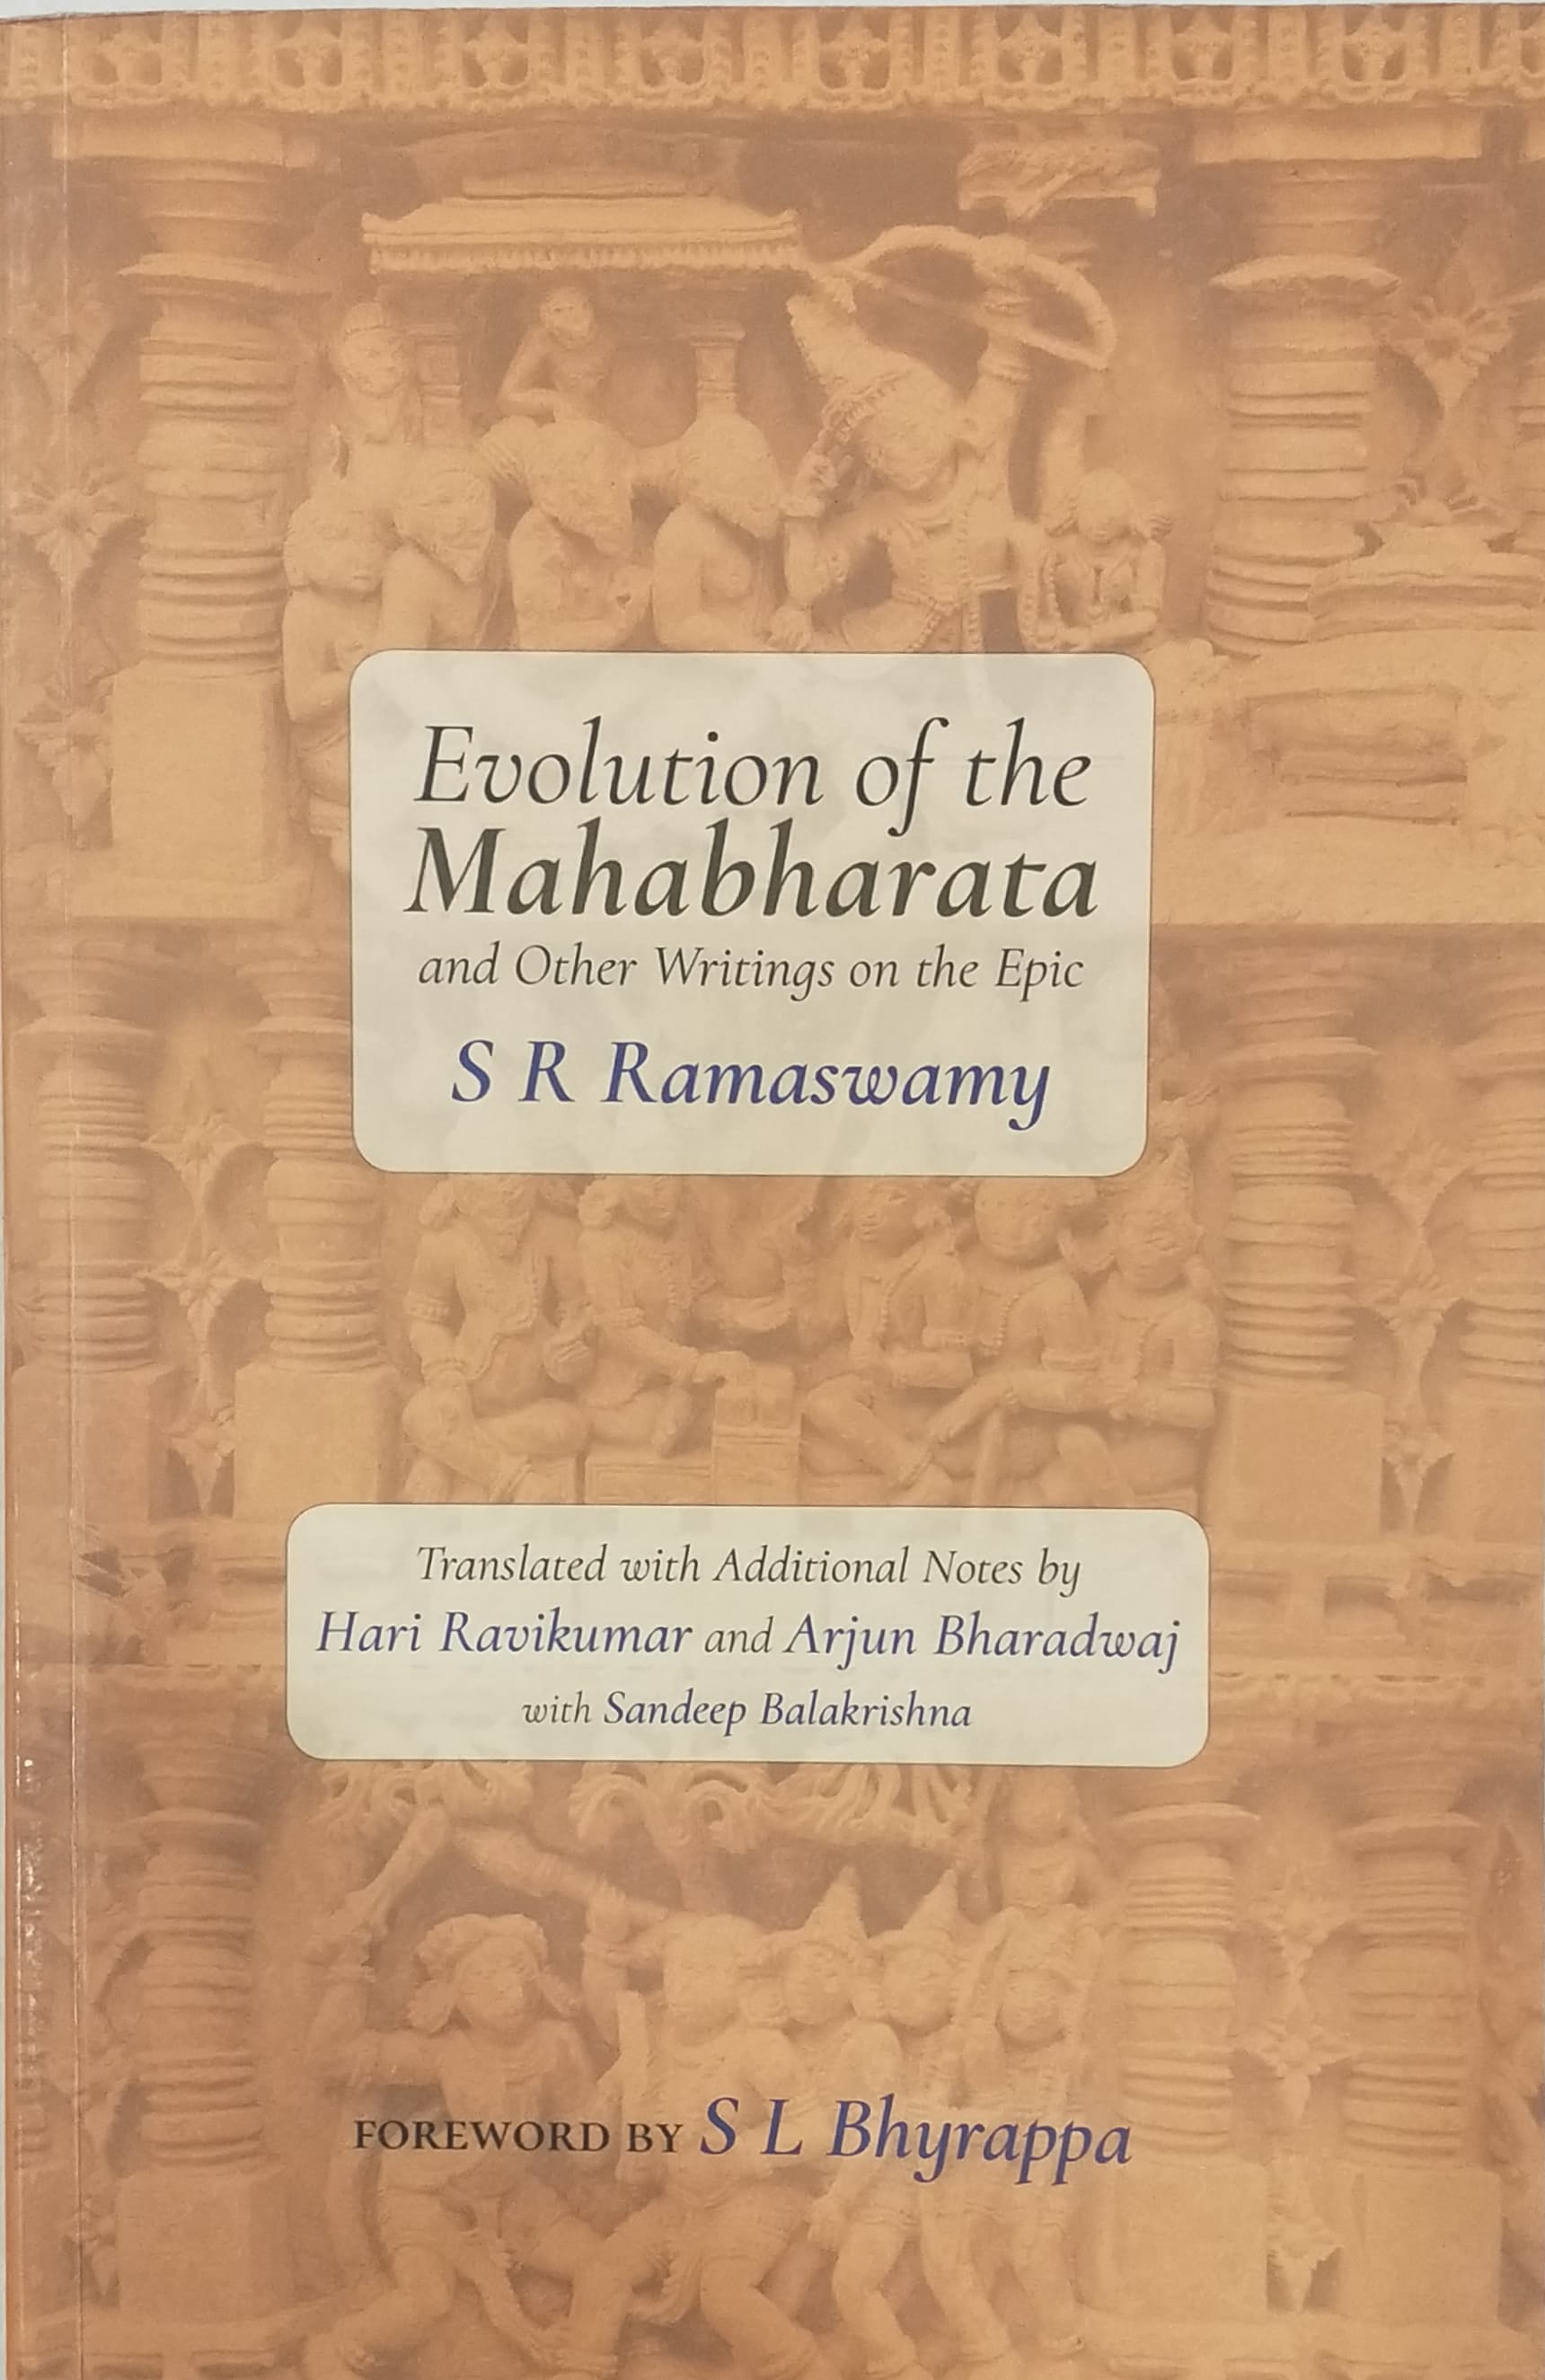 Evolution of the
Mahabharata
and Other Writings on the Epic
S R Ramaswamy
Translated with Additional Notes by
Hari Ravikumar and Arjun Bharadwaj
with Sandeep Balakrishna
FOREWORD BY S L Bhyrappa